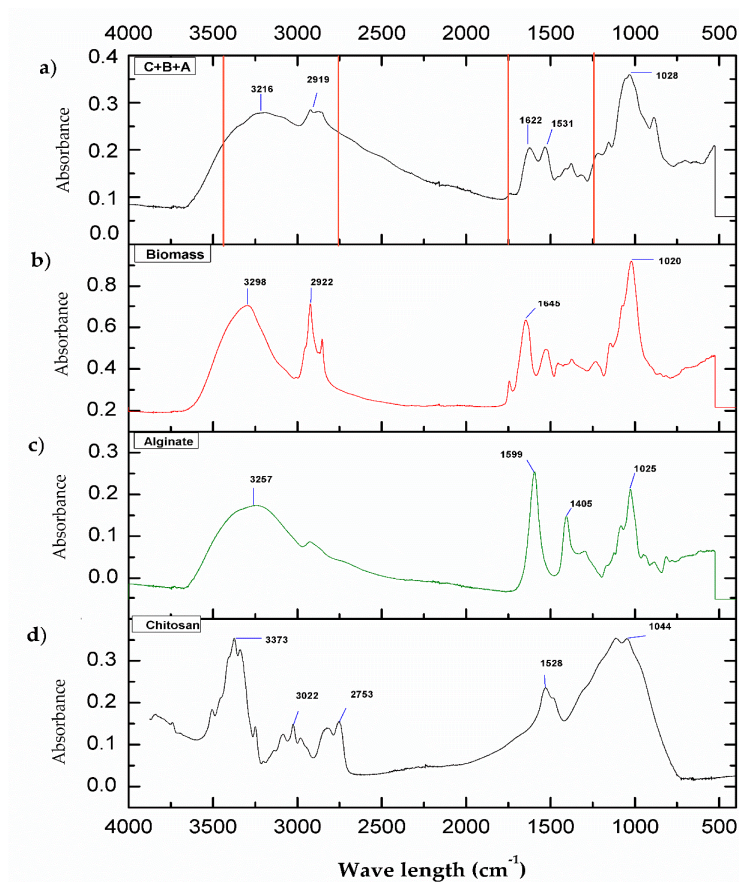 4000 3500 3000 2500 2000 1500 1000 500
a)
C+B+A
0.4
0.3
0.2
0.1
0.0
Absorbance
3216
2919
1622
1531
1028
b)
Biomass
0.8
0.6
0.4
0.2
Absorbance
3298
2922
1645
1020
c)
Alginate
0.3
0.2
0.1
0.0
Absorbance
3257
1599
1405
1025
d)
Chitosan
0.3
0.2
0.1
0.0
Absorbance
3373
3022
2753
1528
1044
4000 3500 3000 2500 2000 1500 1000 500
Wave length (cm⁻¹)